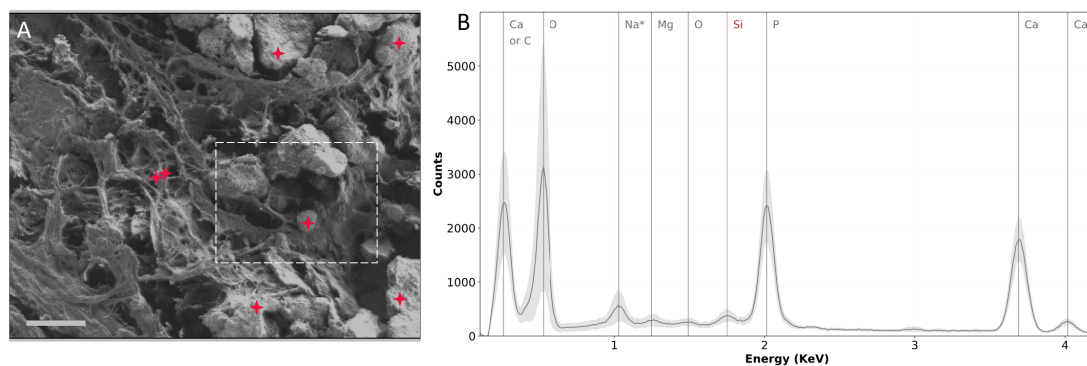 A
B
Ca
or C
O
Na*
Mg
O
Si
P
Ca
Ca
5000
4000
3000
2000
1000
0
Counts
1
2
3
4
Energy (KeV)